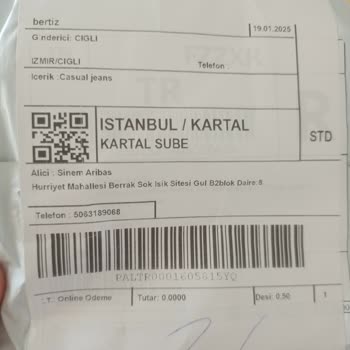 bertiz
19.01.2025
Gonderici: CIGLI
IZMIR/CIGLI
Telefon :
Icerik :Casual jeans
ISTANBUL / KARTAL
KARTAL SUBE
STD
Alici : Sinem Aribas
Hurriyet Mahallesi Berrak Sok Isik Sitesi Gul B2blok Daire:8
Telefon : 5063189068
PALTR0001605815YQ
Online Odeme
Tutar: 0.0000
Desi: 0,50
1